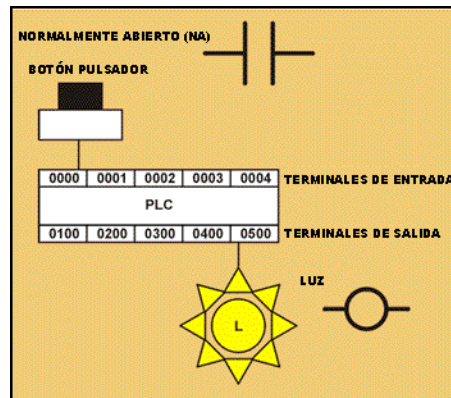 NORMALMENTE ABIERTO (NA)
BOTÓN PULSADOR
0000 0001 0002 0003 0004 TERMINALES DE ENTRADA
PLC
0100 0200 0300 0400 0500 TERMINALES DE SALIDA
LUZ
L